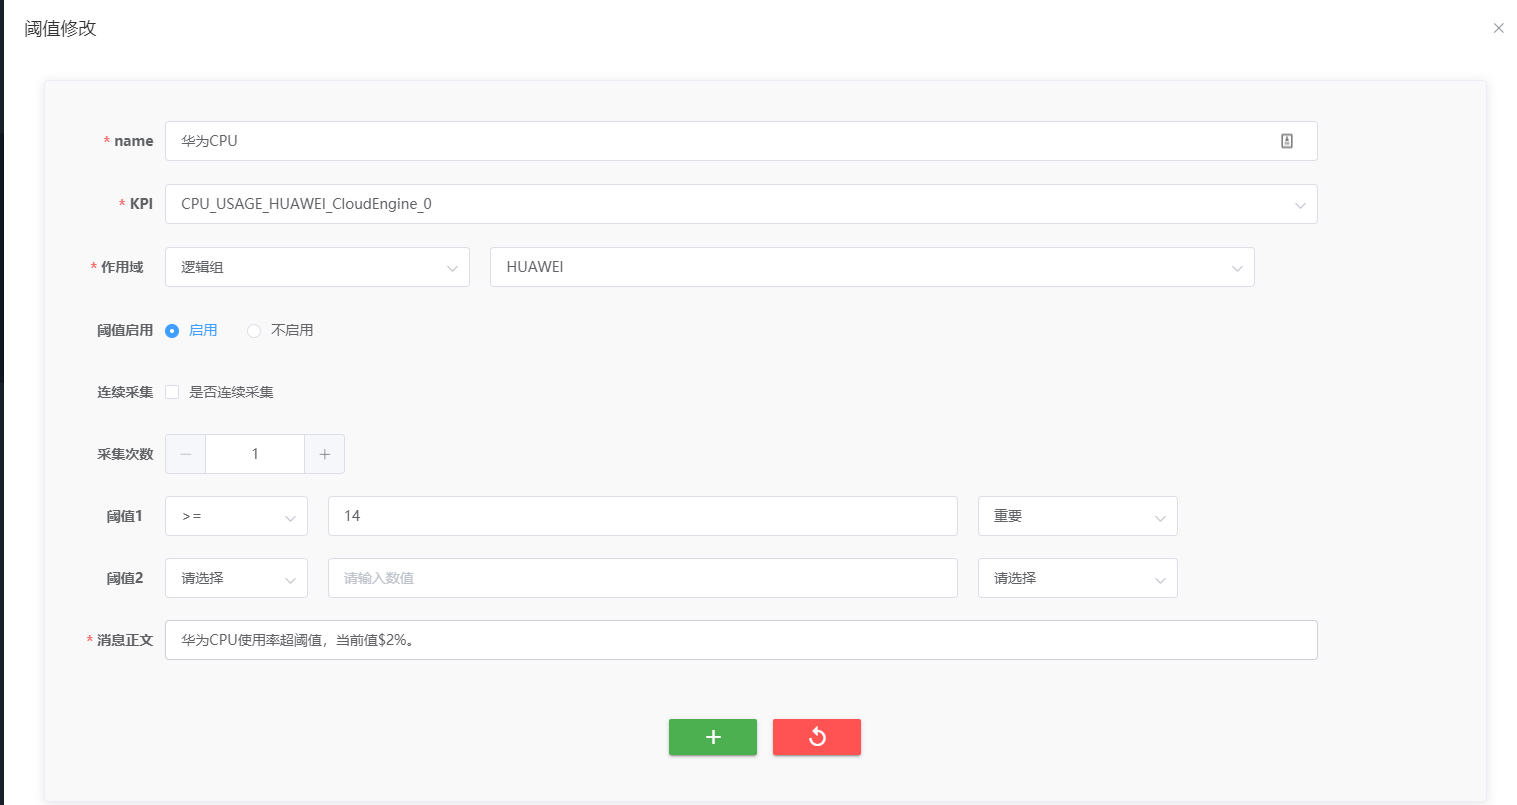 阈值修改
* name 华为CPU
* KPI CPU_USAGE_HUAWEI_CloudEngine_0
* 作用域 逻辑组 HUAWEI
阈值启用 启用 不启用
连续采集 是否连续采集
采集次数 1
阈值1 >= 14 重要
阈值2 请选择 请输入数值 请选择
* 消息正文 华为CPU使用率超阈值，当前值$2%。